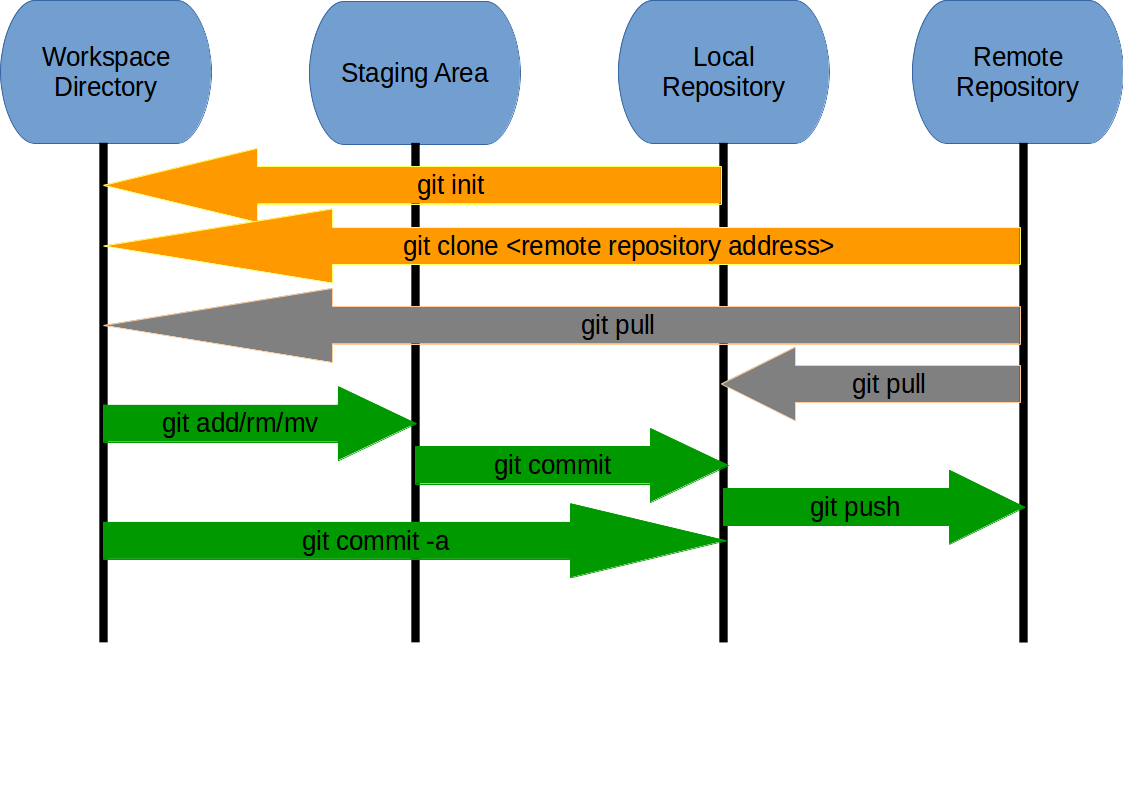 Workspace
Directory
Staging Area
Local
Repository
Remote
Repository
git init
git clone <remote repository address>
git pull
git pull
git add/rm/mv
git commit
git push
git commit -a